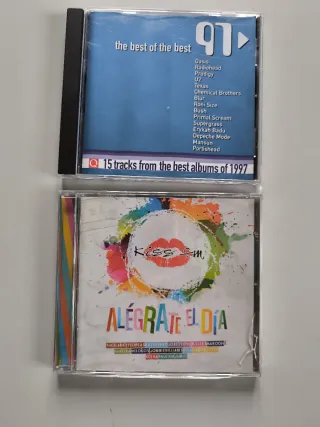 the best of the best
97
Oasis
Radiohead
Prodigy
U2
Texas
Chemical Brothers
Blur
Roni Size
Bush
Primal Scream
Supergrass
Erykah Badu
Depeche Mode
Mansun
Portishead
Q 15 tracks from the best albums of 1997
Kiss fm
ALÉGRATE EL DÍA